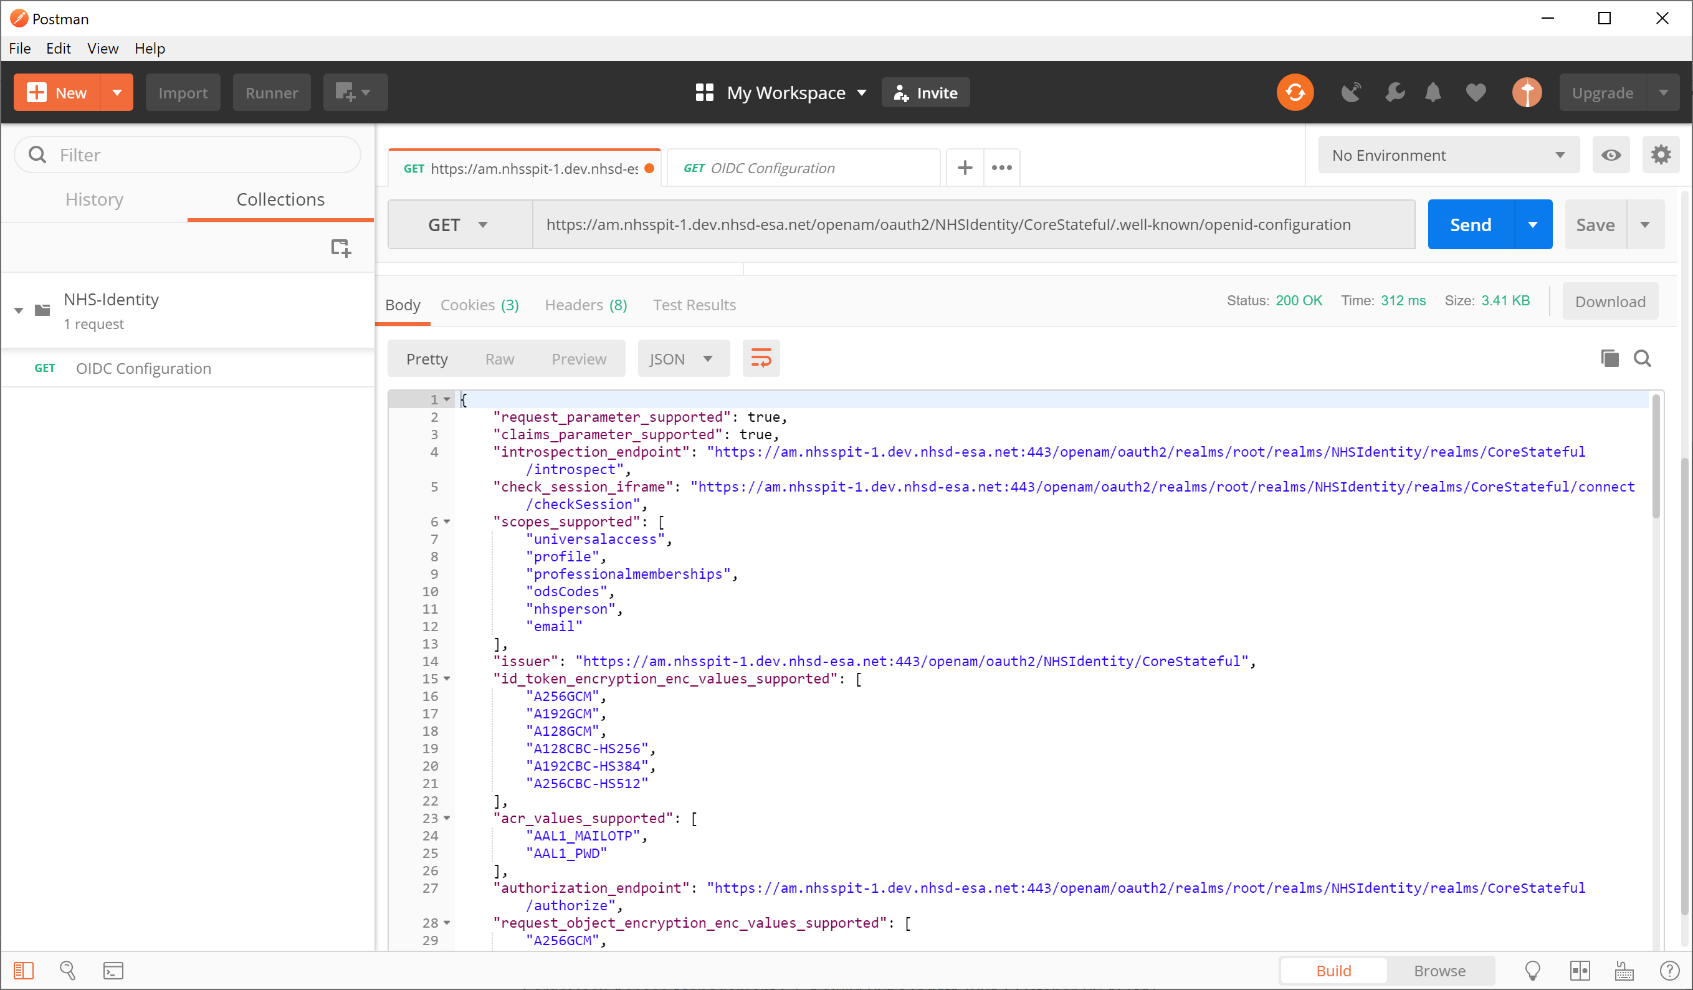 Postman
File Edit View Help
New Import Runner My Workspace Invite Upgrade
Filter
History Collections
NHS-Identity
1 request
GET OIDC Configuration
GET https://am.nhsspit-1.dev.nhsd-es GET OIDC Configuration + ••• No Environment
GET https://am.nhsspit-1.dev.nhsd-esa.net/openam/oauth2/NHSIdentity/CoreStateful/.well-known/openid-configuration Send Save
Body Cookies (3) Headers (8) Test Results Status: 200 OK Time: 312 ms Size: 3.41 KB Download
Pretty Raw Preview JSON
1 {
2 "request_parameter_supported": true,
3 "claims_parameter_supported": true,
4 "introspection_endpoint": "https://am.nhsspit-1.dev.nhsd-esa.net:443/openam/oauth2/realms/root/realms/NHSIdentity/realms/CoreStateful
/introspect",
5 "check_session_iframe": "https://am.nhsspit-1.dev.nhsd-esa.net:443/openam/oauth2/realms/root/realms/NHSIdentity/realms/CoreStateful/connect
/checkSession",
6 "scopes_supported": [
7 "universalaccess",
8 "profile",
9 "professionalmemberships",
10 "odsCodes",
11 "nhsperson",
12 "email"
13 ],
14 "issuer": "https://am.nhsspit-1.dev.nhsd-esa.net:443/openam/oauth2/NHSIdentity/CoreStateful",
15 "id_token_encryption_enc_values_supported": [
16 "A256GCM",
17 "A192GCM",
18 "A128GCM",
19 "A128CBC-HS256",
20 "A192CBC-HS384",
21 "A256CBC-HS512"
22 ],
23 "acr_values_supported": [
24 "AAL1_MAILOTP",
25 "AAL1_PWD"
26 ],
27 "authorization_endpoint": "https://am.nhsspit-1.dev.nhsd-esa.net:443/openam/oauth2/realms/root/realms/NHSIdentity/realms/CoreStateful
/authorize",
28 "request_object_encryption_enc_values_supported": [
29 "A256GCM",
Build Browse